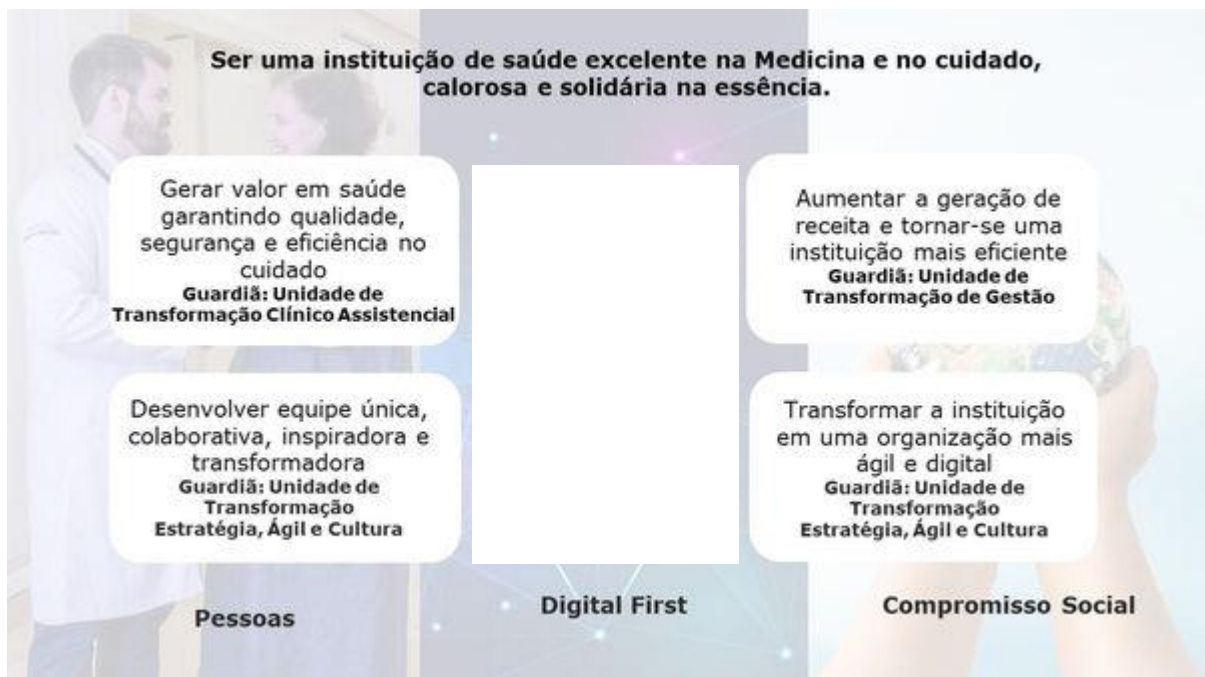 Ser uma instituição de saúde excelente na Medicina e no cuidado,
calorosa e solidária na essência.
Gerar valor em saúde
garantindo qualidade,
segurança e eficiência no
cuidado
Guardiã: Unidade de
Transformação Clínico Assistencial
Aumentar a geração de
receita e tornar-se uma
instituição mais eficiente
Guardiã: Unidade de
Transformação de Gestão
Desenvolver equipe única,
colaborativa, inspiradora e
transformadora
Guardiã: Unidade de
Transformação
Estratégia, Ágil e Cultura
Transformar a instituição
em uma organização mais
ágil e digital
Guardiã: Unidade de
Transformação
Estratégia, Ágil e Cultura
Pessoas
Digital First
Compromisso Social